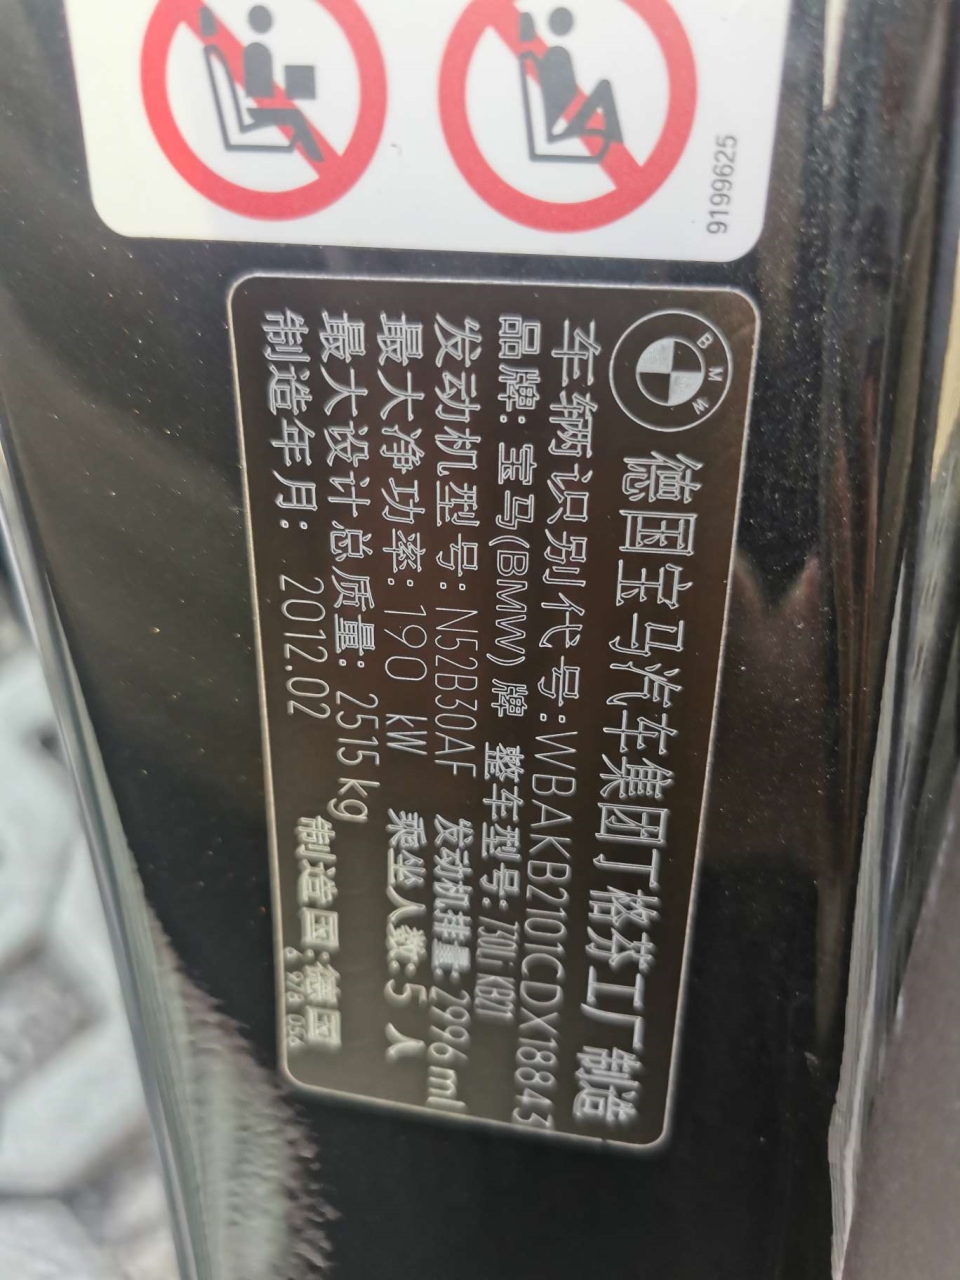 9199625
BMW
德国宝马汽车集团丁格芬工厂制造
车辆识别代号:WBAKB2101CDX18843
品牌: 宝马(BMW) 牌 整车型号: 730Li KB21
发动机型号: N52B30AF 发动机排量: 2996ml
最大净功率: 190 kW 乘坐人数: 5 人
最大设计总质量: 2515kg
制造年月: 2012.02 制造国:德国
6 978 056